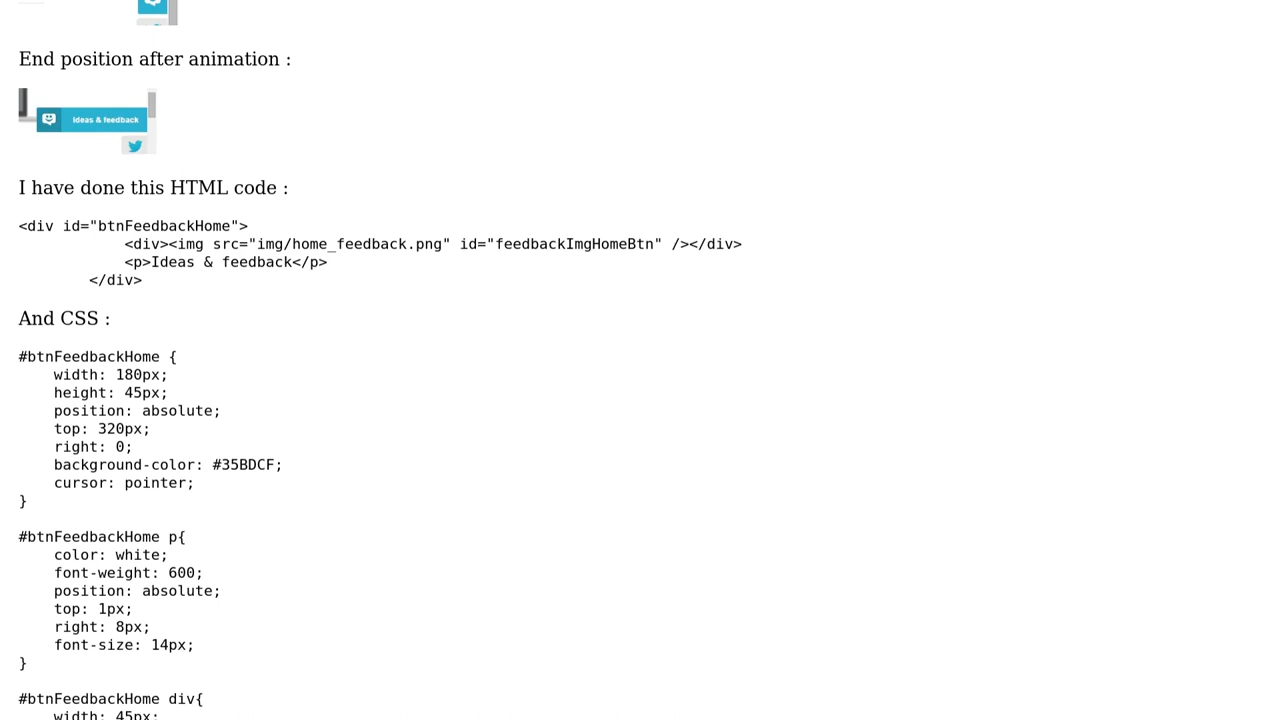 End position after animation :
Ideas & feedback
I have done this HTML code :
<div id="btnFeedbackHome">
            <div><img src="img/home_feedback.png" id="feedbackImgHomeBtn" /></div>
            <p>Ideas & feedback</p>
        </div>
And CSS :
#btnFeedbackHome {
    width: 180px;
    height: 45px;
    position: absolute;
    top: 320px;
    right: 0;
    background-color: #35BDCF;
    cursor: pointer;
}
#btnFeedbackHome p{
    color: white;
    font-weight: 600;
    position: absolute;
    top: 1px;
    right: 8px;
    font-size: 14px;
}
#btnFeedbackHome div{
    width: 45px;